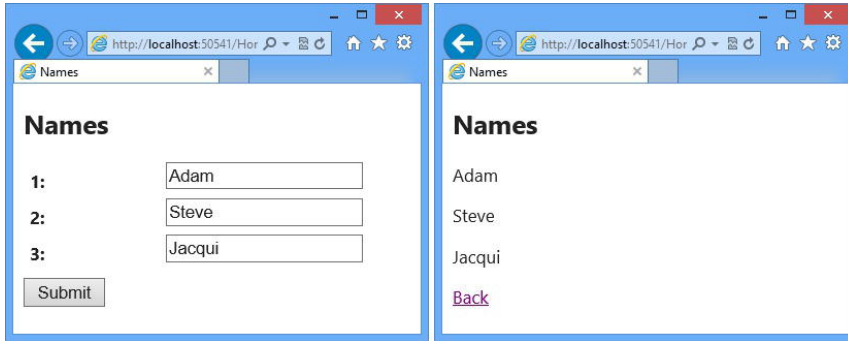 http://localhost:50541/Hor
Names
Names
1: Adam
2: Steve
3: Jacqui
Submit
http://localhost:50541/Hor
Names
Names
Adam
Steve
Jacqui
Back